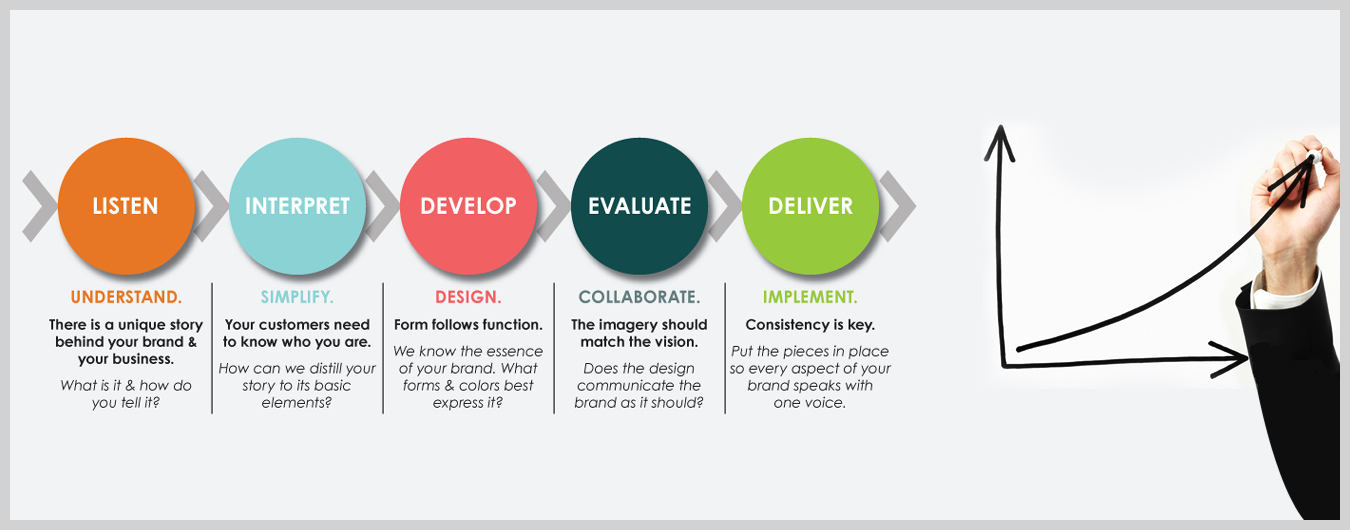 LISTEN
UNDERSTAND.
There is a unique story
behind your brand &
your business.
What is it & how do
you tell it?
INTERPRET
SIMPLIFY.
Your customers need
to know who you are.
How can we distill your
story to its basic
elements?
DEVELOP
DESIGN.
Form follows function.
We know the essence
of your brand. What
forms & colors best
express it?
EVALUATE
COLLABORATE.
The imagery should
match the vision.
Does the design
communicate the
brand as it should?
DELIVER
IMPLEMENT.
Consistency is key.
Put the pieces in place
so every aspect of your
brand speaks with
one voice.